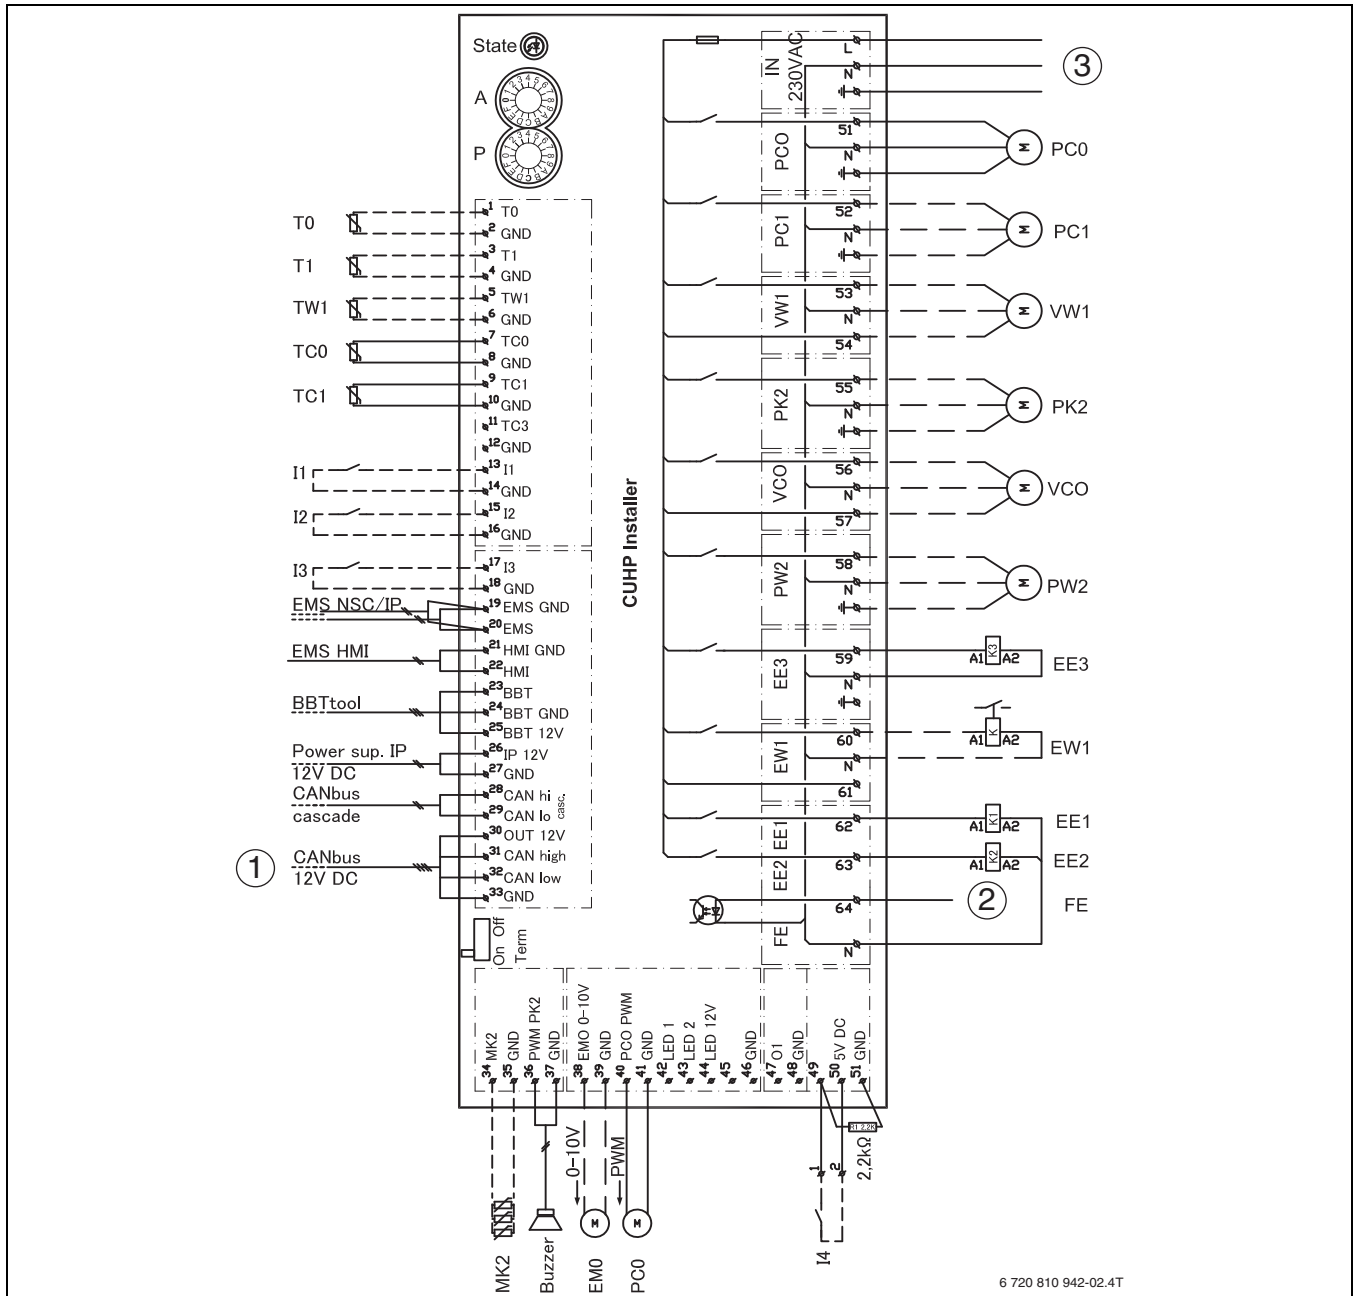 State
A
P
CUHP Installer
T0
1 T0
2 GND
T1
3 T1
4 GND
TW1
5 TW1
6 GND
TC0
7 TC0
8 GND
TC1
9 TC1
10 GND
11 TC3
12 GND
I1
13 I1
14 GND
I2
15 I2
16 GND
I3
17 I3
18 GND
EMS NSC/IP
19 EMS GND
20 EMS
EMS HMI
21 HMI GND
22 HMI
BBTtool
23 BBT
24 BBT GND
25 BBT 12V
Power sup. IP
12V DC
26 IP 12V
27 GND
CANbus
cascade
28 CAN hi
29 CAN lo
casc.
1
CANbus
12V DC
30 OUT 12V
31 CAN high
32 CAN low
33 GND
On Off
Term
IN
230VAC
L
N
3
PCO
51
N
M
PC0
PC1
52
N
M
PC1
VW1
53
N
54
M
VW1
PK2
55
N
M
PK2
VCO
56
N
57
M
VCO
PW2
58
N
M
PW2
EE3
59
N
A1 K3 A2
EE3
EW1
60
N
61
A1 K A2
EW1
EE1
62
A1 K1 A2
EE1
EE2
63
A1 K2 A2
EE2
FE
64
N
2
FE
34 MK2
35 GND
36 PWM PK2
37 GND
38 EMO 0-10V
39 GND
40 PCO PWM
41 GND
42 LED 1
43 LED 2
44 LED 12V
45
46 GND
47 O1
48 GND
49
50 5V DC
51 GND
R1 2.2K
2,2kΩ
1
2
0-10V
PWM
M
M
MK2
Buzzer
EM0
PC0
I4
6 720 810 942-02.4T